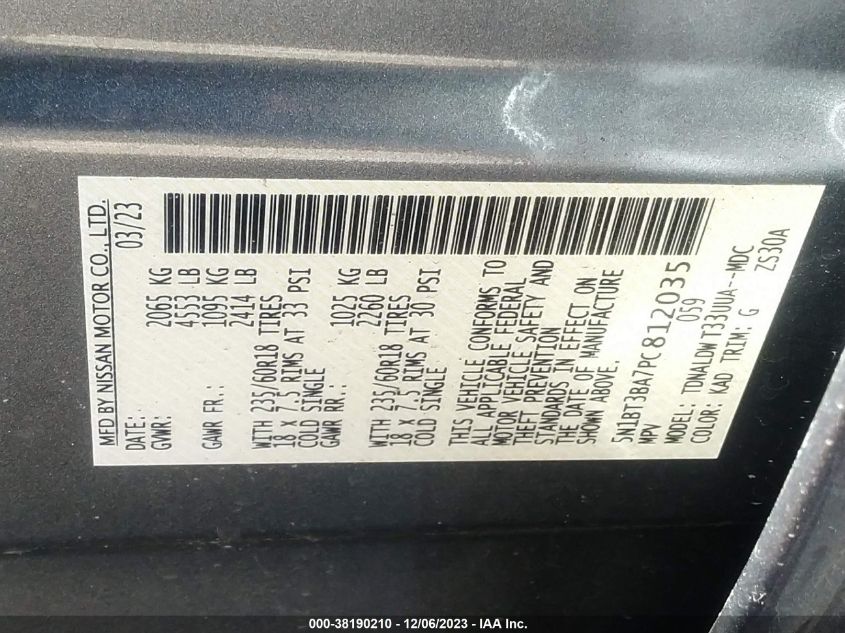 MFD BY NISSAN MOTOR CO., LTD.
DATE: 03/23
GVWR: 2065 KG
4553 LB
GAWR FR.: 1095 KG
2414 LB
WITH 235/60R18 TIRES
18 X 7.5 RIMS AT 33 PSI
COLD SINGLE
GAWR RR.: 1025 KG
2260 LB
WITH 235/60R18 TIRES
18 X 7.5 RIMS AT 30 PSI
COLD SINGLE
THIS VEHICLE CONFORMS TO
ALL APPLICABLE FEDERAL
MOTOR VEHICLE SAFETY AND
THEFT PREVENTION
STANDARDS IN EFFECT ON
THE DATE OF MANUFACTURE
SHOWN ABOVE.
5N1BT3BA7PC812035
MPV 059
MODEL: TDNALDWT33UUA--MDC
COLOR: KAD TRIM: G ZS30A
000-38190210 - 12/06/2023 - IAA Inc.